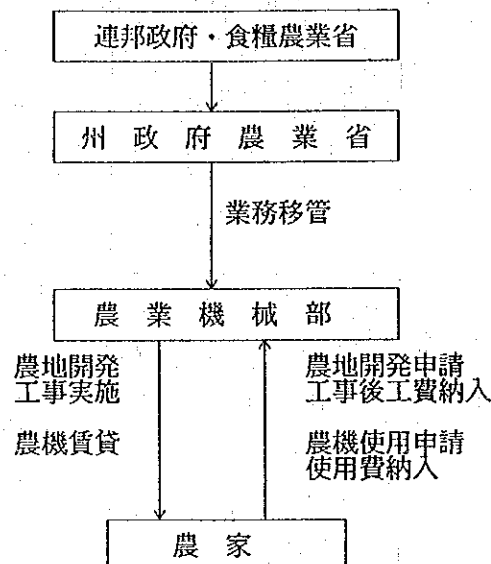 連邦政府・食糧農業省
州政府農業省
業務移管
農業機械部
農地開発
工事実施
農機賃貸
農地開発申請
工事後工費納入
農機使用申請
使用費納入
農家